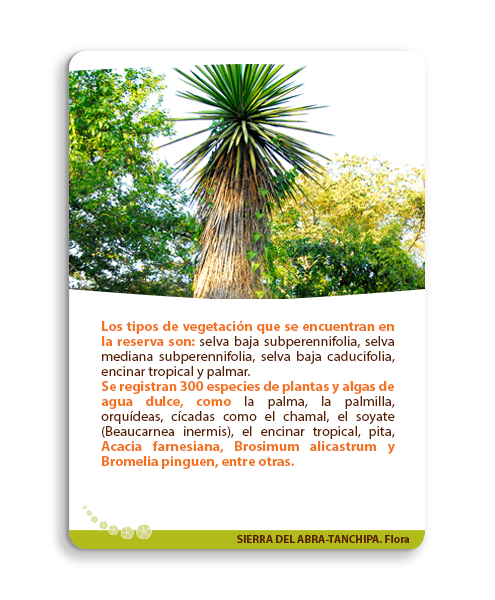 Los tipos de vegetación que se encuentran en
la reserva son: selva baja subperennifolia, selva
mediana subperennifolia, selva baja caducifolia,
encinar tropical y palmar.
Se registran 300 especies de plantas y algas de
agua dulce, como la palma, la palmilla,
orquídeas, cícadas como el chamal, el soyate
(Beaucarnea inermis), el encinar tropical, pita,
Acacia farnesiana, Brosimum alicastrum y
Bromelia pinguen, entre otras.
SIERRA DEL ABRA-TANCHIPA. Flora